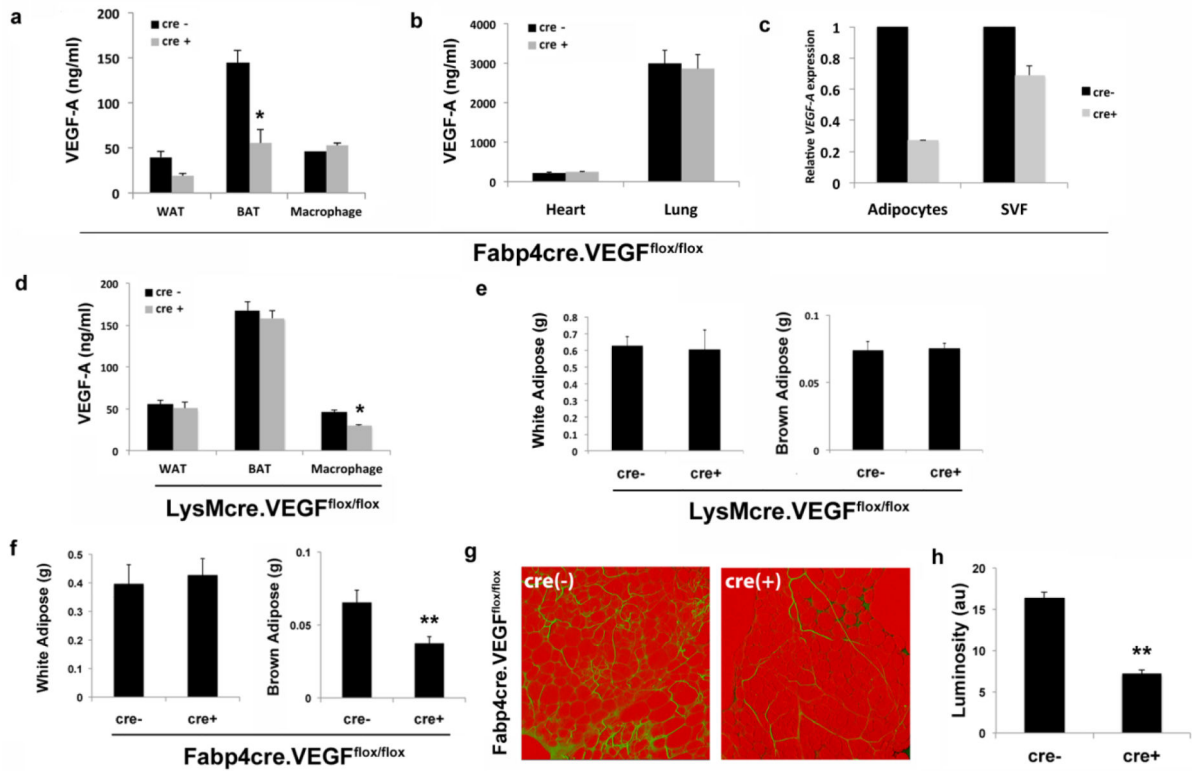 a
VEGF-A (ng/ml)
200
150
100
50
0
cre -
cre +
*
WAT BAT Macrophage
b
VEGF-A (ng/ml)
4000
3000
2000
1000
0
cre -
cre +
Heart Lung
c
Relative VEGF-A expression
1
0.8
0.6
0.4
0.2
0
cre-
cre+
Adipocytes SVF
Fabp4cre.VEGFflox/flox
d
VEGF-A (ng/ml)
200
150
100
50
0
cre -
cre +
*
WAT BAT Macrophage
LysMcre.VEGFflox/flox
e
White Adipose (g)
0.8
0.7
0.6
0.5
0.4
0.3
0.2
0.1
0
cre- cre+
Brown Adipose (g)
0.1
0.05
0
cre- cre+
LysMcre.VEGFflox/flox
f
White Adipose (g)
0.5
0.4
0.3
0.2
0.1
0
cre- cre+
Brown Adipose (g)
0.1
0.05
0
**
cre- cre+
Fabp4cre.VEGFflox/flox
g
Fabp4cre.VEGFflox/flox
cre(-)
cre(+)
h
Luminosity (au)
20
15
10
5
0
**
cre- cre+